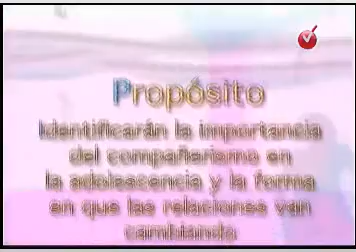 Propósito
Identificarán la importancia
del compañerismo en
la adolescencia y la forma
en que las relaciones van
cambiando.